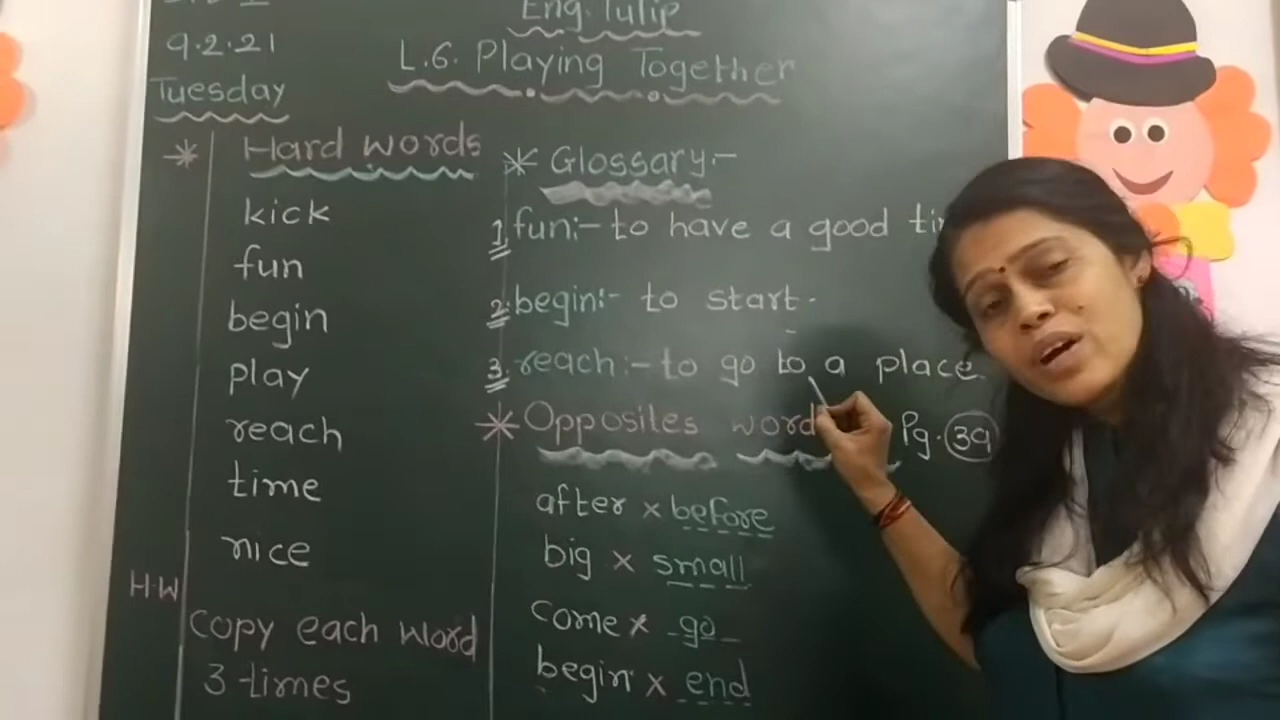 9.2.21
Tuesday
Eng. Tulip
L.6. Playing Together
* Hard words
kick
fun
begin
play
reach
time
nice
H.W
copy each word
3 times
* Glossary:-
1. fun:- to have a good
2. begin:- to start.
3. reach:- to go to a place.
* Opposites word Pg. 39
after x before
big x small
come x go
begin x end